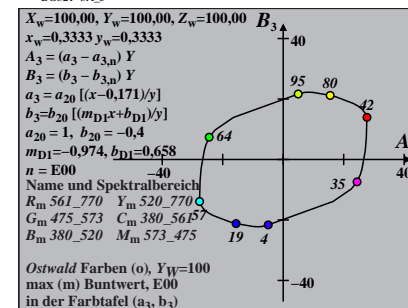 X_w=100,00, Y_w=100,00, Z_w=100,00
x_w=0,3333 y_w=0,3333
A_3 = (a_3 − a_3,n) Y
B_3 = (b_3 − b_3,n) Y
a_3 = a_20 [(x−0,171)/y]
b_3=b_20 [(m_D1x+b_D1)/y]
a_20 = 1, b_20 = −0,4
m_D1=−0,974, b_D1=0,658
n = E00
Name und Spektralbereich
R_m 561_770 Y_m 520_770
G_m 475_573 C_m 380_561
B_m 380_520 M_m 573_475
Ostwald Farben (o), Y_W=100
max (m) Buntwert, E00
in der Farbtafel (a_3, b_3)
B_3
40
95
80
42
64
A
−40
40
35
57
19
4
−40